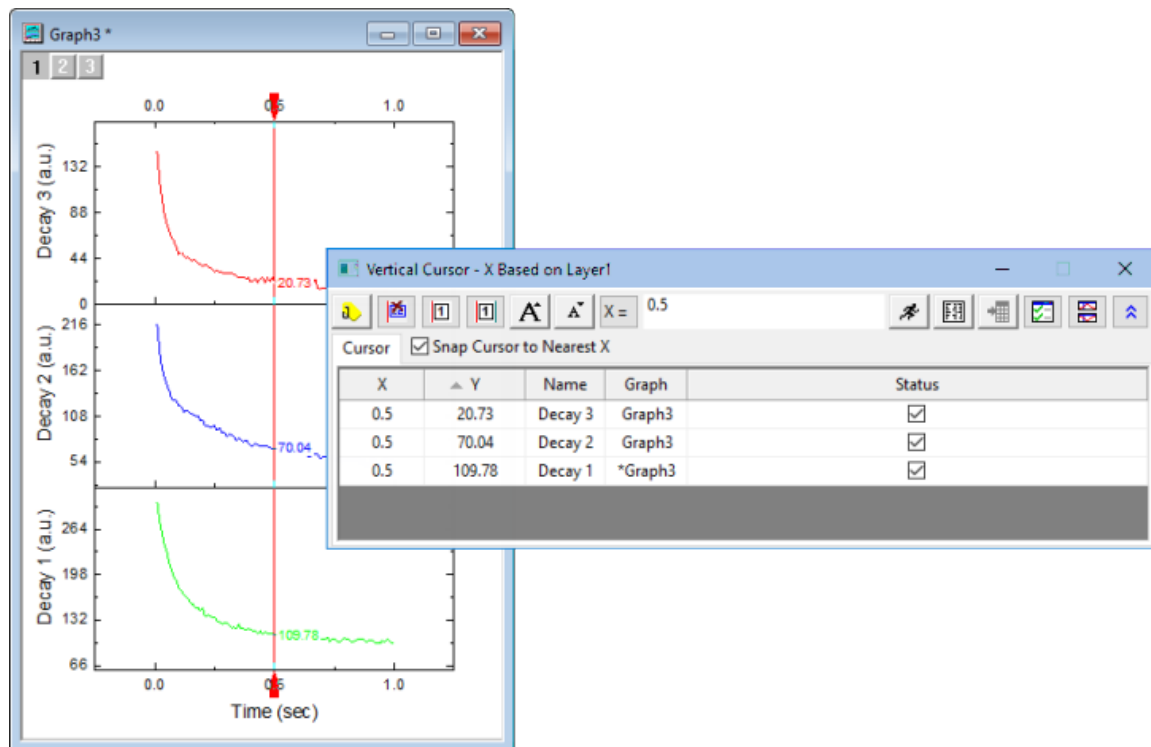 Graph3 *
1 2 3
0.0 0.5 1.0
Decay 3 (a.u.)
132
88
44
0
20.73
Decay 2 (a.u.)
216
162
108
54
70.04
Decay 1 (a.u.)
264
198
132
66
109.78
0.0 0.5 1.0
Time (sec)
Vertical Cursor - X Based on Layer1
1 1 A A X = 0.5
Cursor Snap Cursor to Nearest X
X Y Name Graph Status
0.5 20.73 Decay 3 Graph3
0.5 70.04 Decay 2 Graph3
0.5 109.78 Decay 1 *Graph3